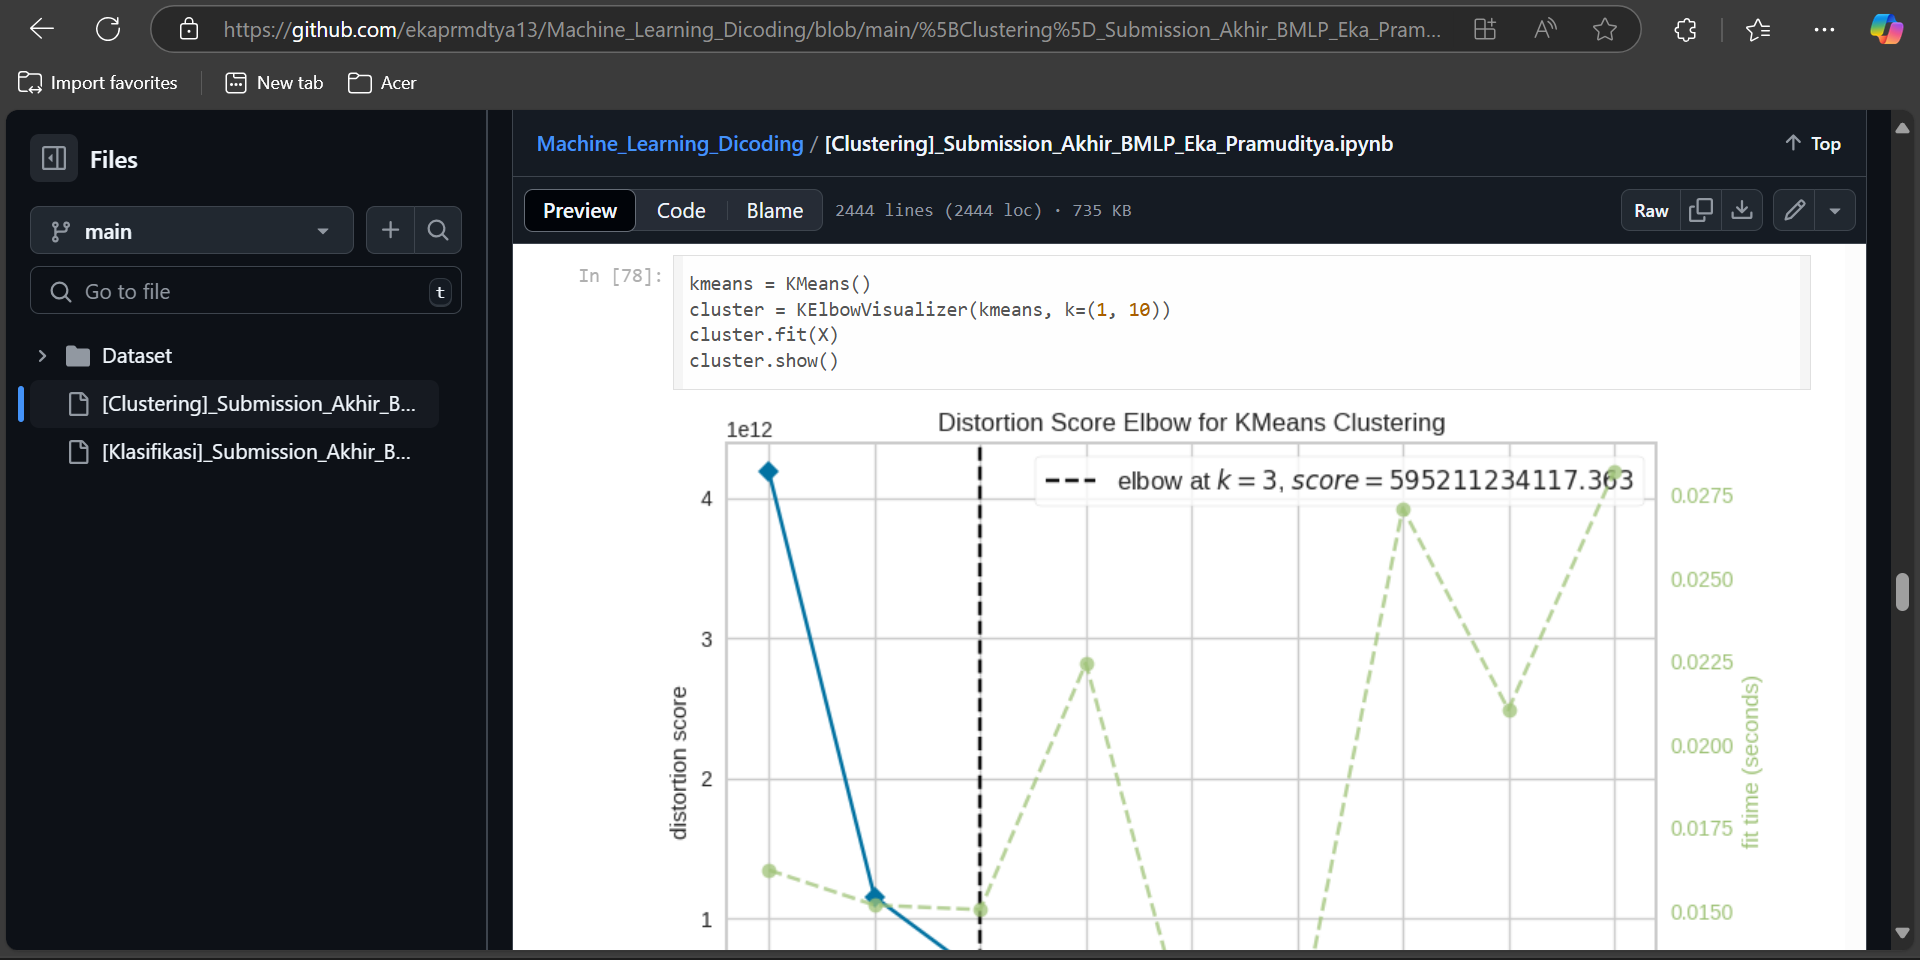 https://github.com/ekaprmdtya13/Machine_Learning_Dicoding/blob/main/%5BClustering%5D_Submission_Akhir_BMLP_Eka_Pram...
Import favorites
New tab
Acer
Files
main
Go to file
t
Dataset
[Clustering]_Submission_Akhir_B...
[Klasifikasi]_Submission_Akhir_B...
Machine_Learning_Dicoding / [Clustering]_Submission_Akhir_BMLP_Eka_Pramuditya.ipynb
Top
Preview
Code
Blame
2444 lines (2444 loc) · 735 KB
Raw
In [78]:
kmeans = KMeans()
cluster = KElbowVisualizer(kmeans, k=(1, 10))
cluster.fit(X)
cluster.show()
Distortion Score Elbow for KMeans Clustering
1e12
elbow at k = 3, score = 595211234117.363
4
3
2
1
distortion score
0.0275
0.0250
0.0225
0.0200
0.0175
0.0150
fit time (seconds)